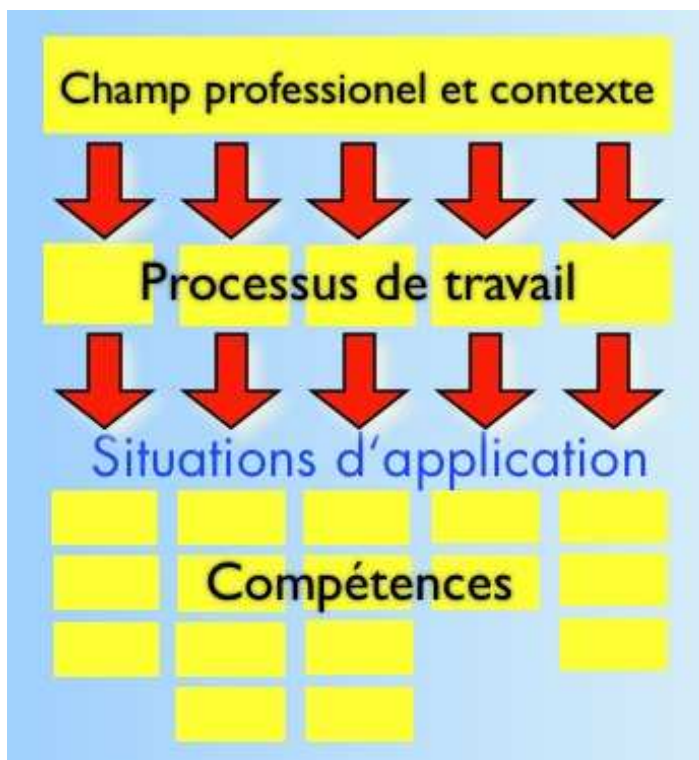 Champ professionel et contexte
Processus de travail
Situations d‘application
Compétences